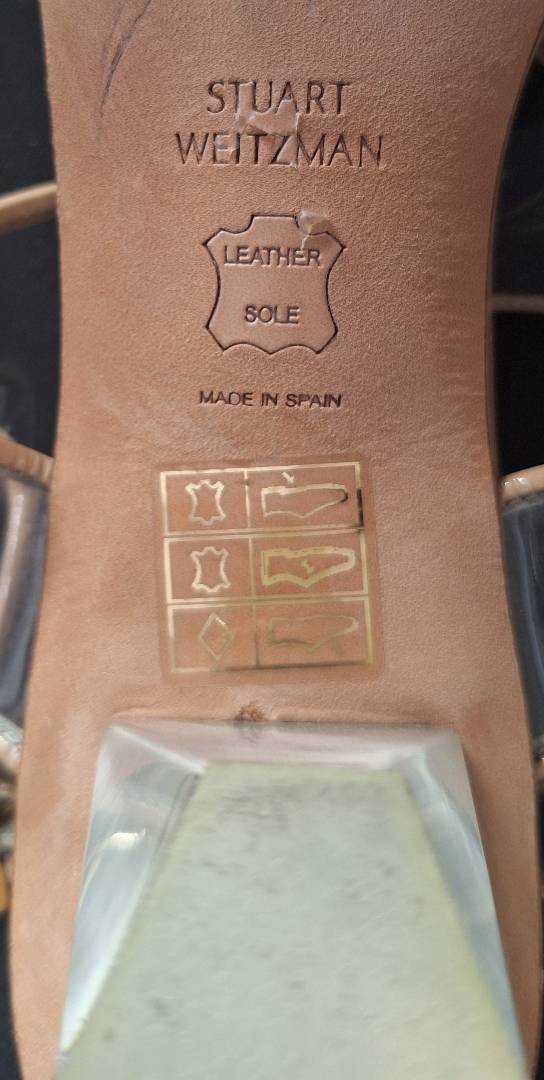 STUART
WEITZMAN
LEATHER
SOLE
MADE IN SPAIN